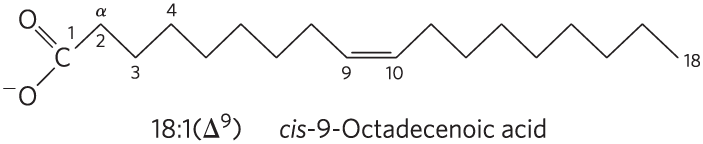 O
1
α
4
C
2
3
⁻O
9
10
18
18:1(Δ⁹) cis-9-Octadecenoic acid